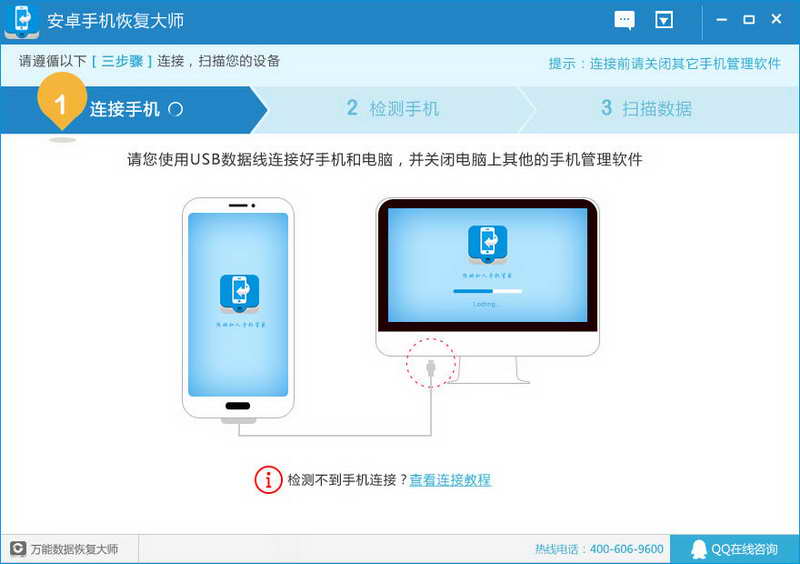 安卓手机恢复大师
请遵循以下 [ 三步骤 ] 连接，扫描您的设备
提示：连接前请关闭其它手机管理软件
1 连接手机
2 检测手机
3 扫描数据
请您使用USB数据线连接好手机和电脑，并关闭电脑上其他的手机管理软件
Loading...
检测不到手机连接？查看连接教程
万能数据恢复大师
热线电话：400-606-9600
QQ在线咨询